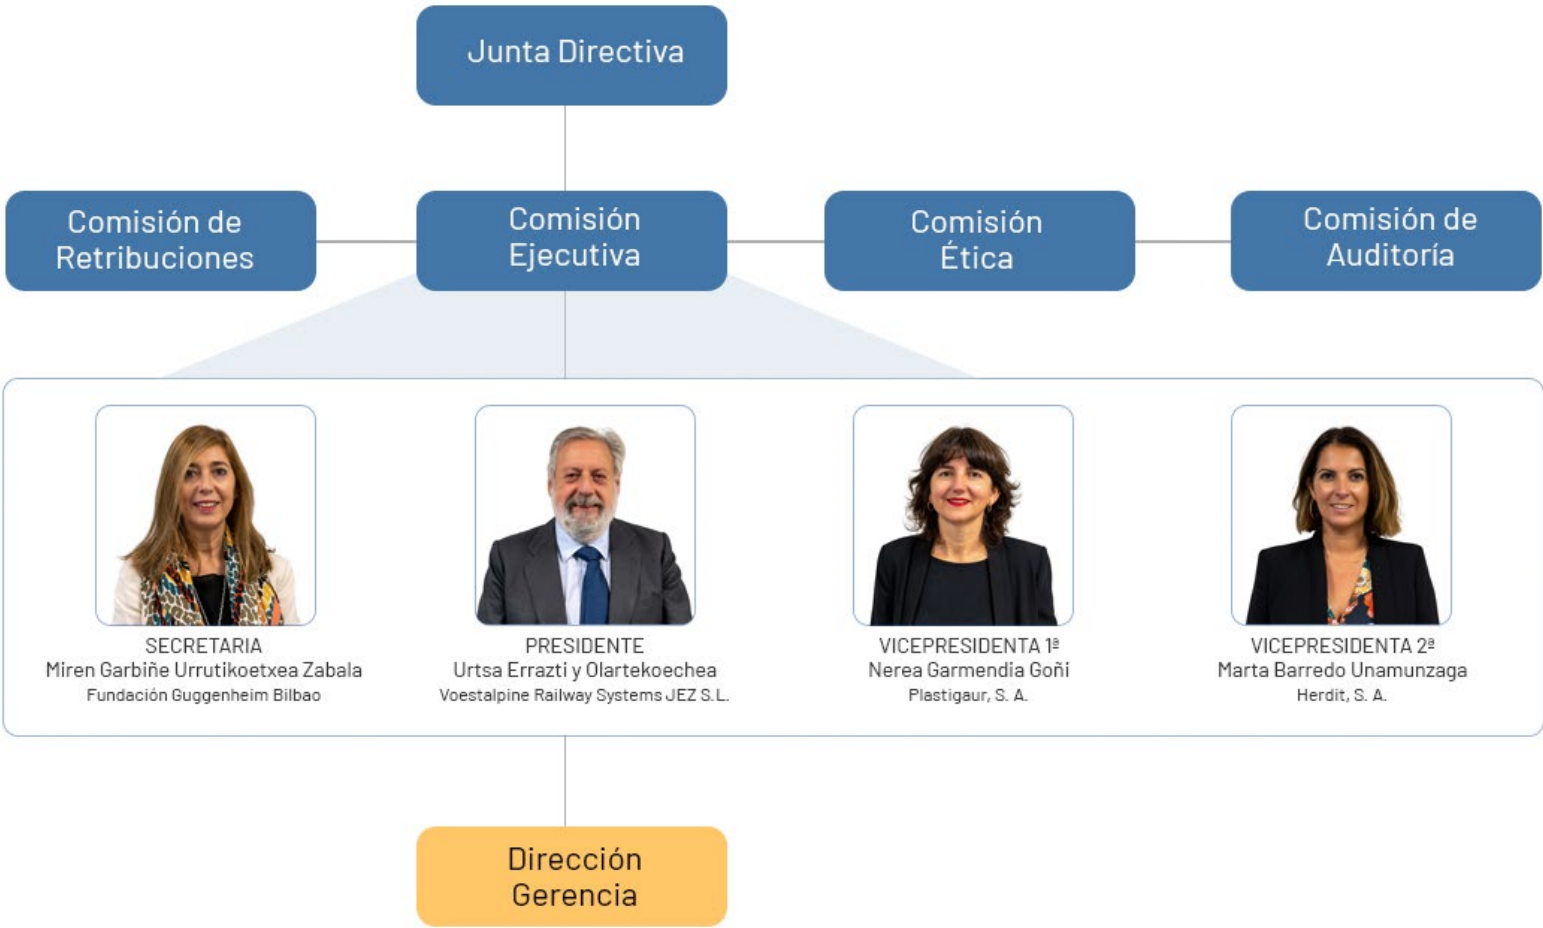 Junta Directiva
Comisión de
Retribuciones
Comisión
Ejecutiva
Comisión
Ética
Comisión de
Auditoría
SECRETARIA
Miren Garbiñe Urrutikoetxea Zabala
Fundación Guggenheim Bilbao
PRESIDENTE
Urtsa Errazti y Olartekoechea
Voestalpine Railway Systems JEZ S.L.
VICEPRESIDENTA 1ª
Nerea Garmendia Goñi
Plastigaur, S. A.
VICEPRESIDENTA 2ª
Marta Barredo Unamunzaga
Herdit, S. A.
Dirección
Gerencia